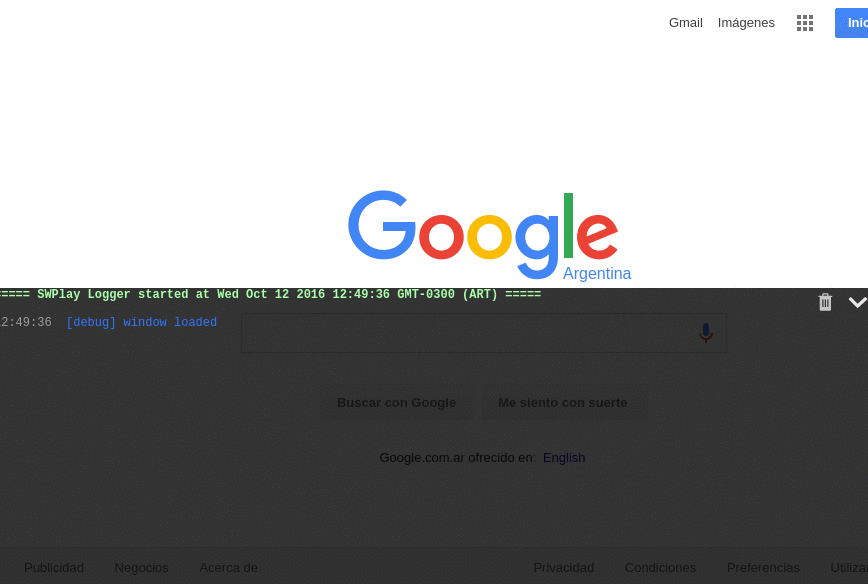 Gmail Imágenes Inic
Google
Argentina
===== SWPlay Logger started at Wed Oct 12 2016 12:49:36 GMT-0300 (ART) =====
12:49:36 [debug] window loaded
Buscar con Google Me siento con suerte
Google.com.ar ofrecido en: English
Publicidad Negocios Acerca de Privacidad Condiciones Preferencias Utiliza